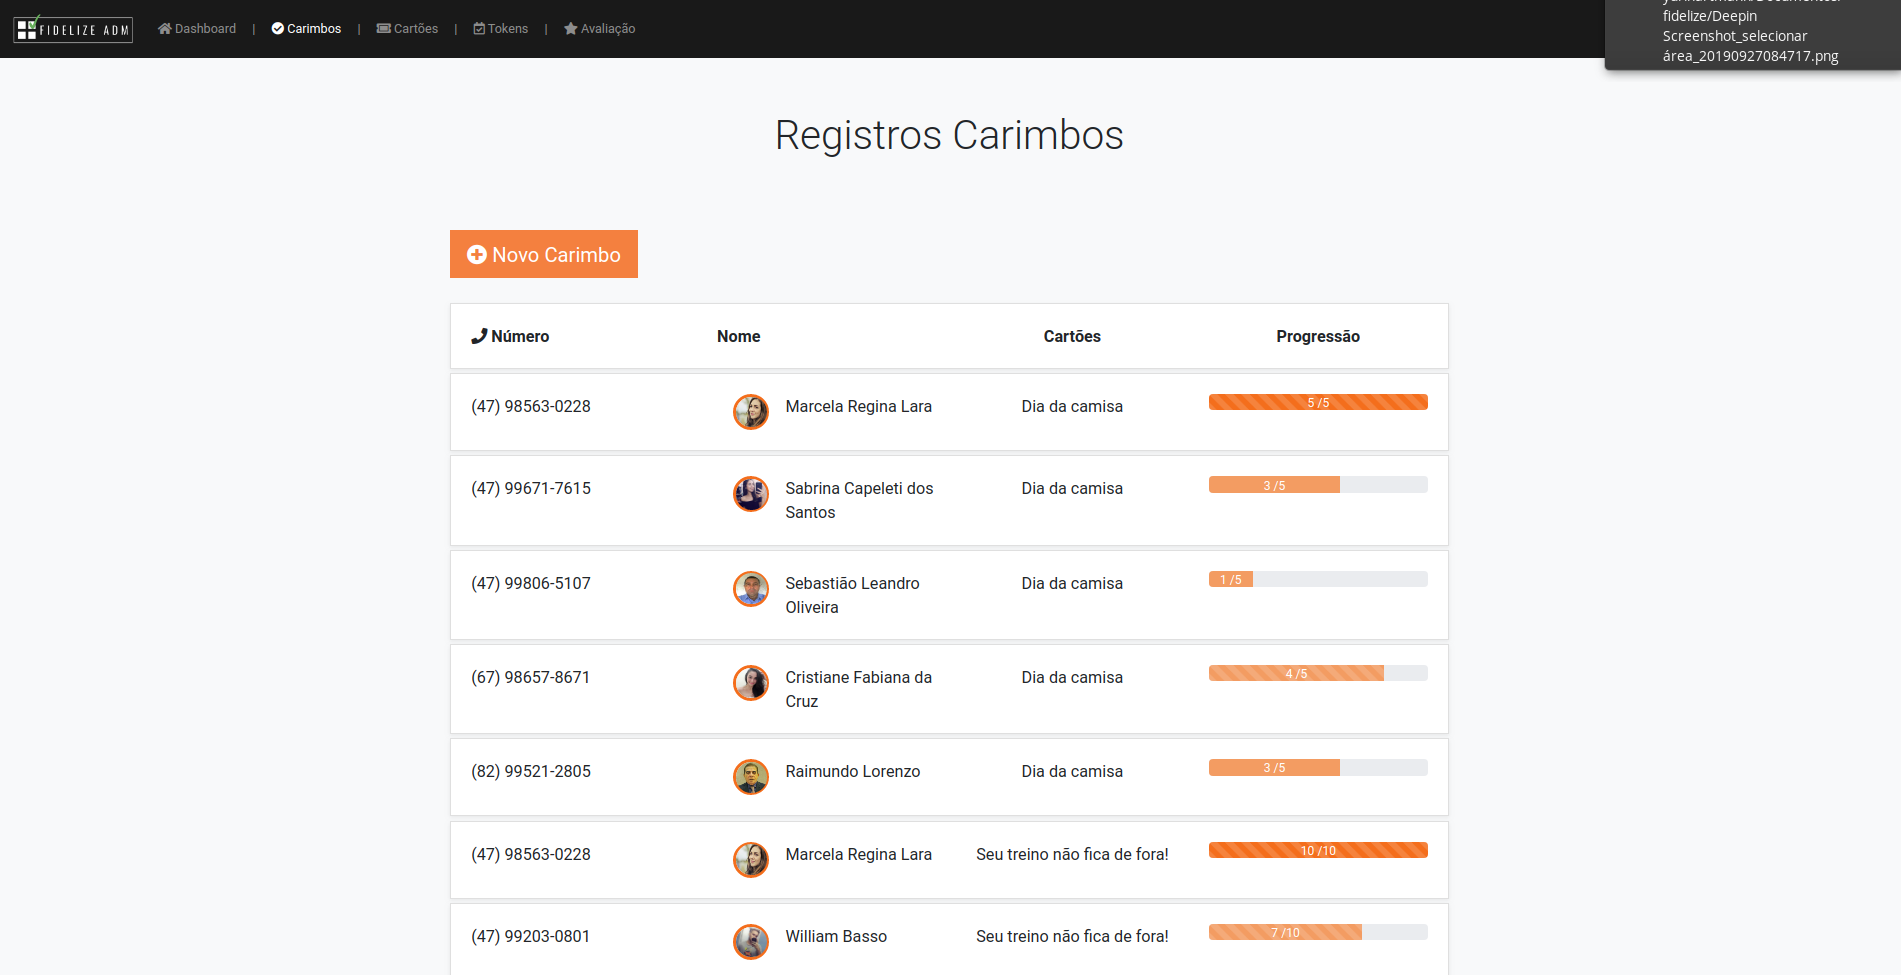 FIDELIZE ADM
Dashboard | Carimbos | Cartões | Tokens | Avaliação
fidelize/Deepin
Screenshot_selecionar
área_20190927084717.png
Registros Carimbos
Novo Carimbo
Número Nome Cartões Progressão
(47) 98563-0228 Marcela Regina Lara Dia da camisa 5 /5
(47) 99671-7615 Sabrina Capeleti dos Dia da camisa 3 /5
Santos
(47) 99806-5107 Sebastião Leandro Dia da camisa 1 /5
Oliveira
(67) 98657-8671 Cristiane Fabiana da Dia da camisa 4 /5
Cruz
(82) 99521-2805 Raimundo Lorenzo Dia da camisa 3 /5
(47) 98563-0228 Marcela Regina Lara Seu treino não fica de fora! 10 /10
(47) 99203-0801 William Basso Seu treino não fica de fora! 7 /10